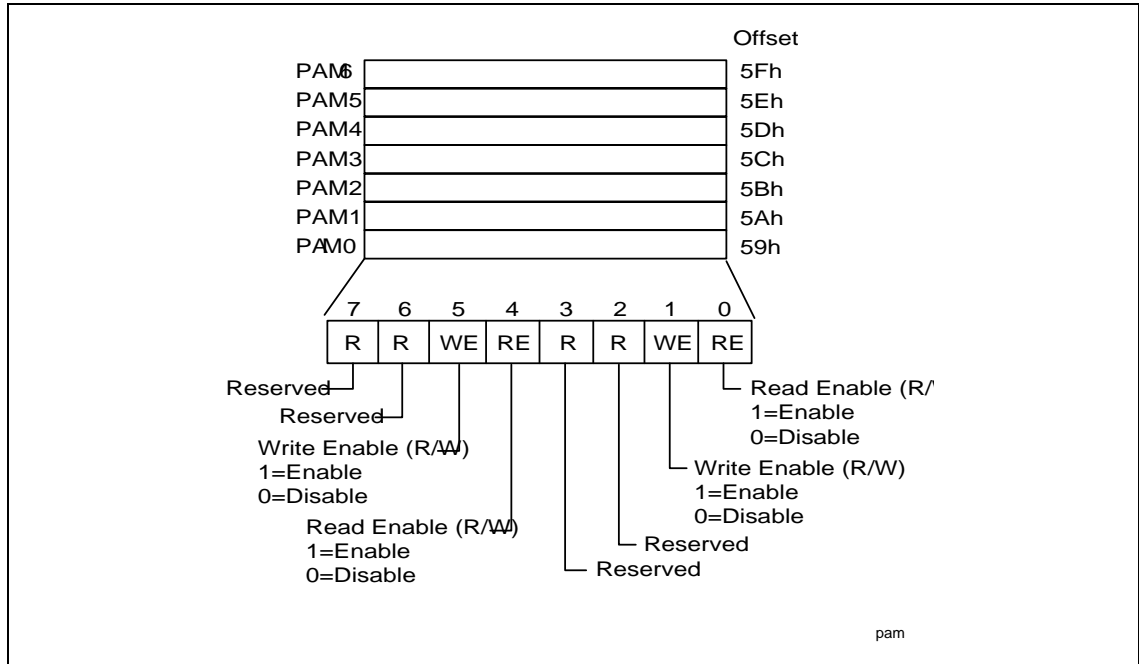 Offset
PAM6 5Fh
PAM5 5Eh
PAM4 5Dh
PAM3 5Ch
PAM2 5Bh
PAM1 5Ah
PAM0 59h
7 6 5 4 3 2 1 0
R R WE RE R R WE RE
Reserved
Reserved
Write Enable (R/W)
1=Enable
0=Disable
Read Enable (R/W)
1=Enable
0=Disable
Reserved
Reserved
Write Enable (R/W)
1=Enable
0=Disable
Read Enable (R/
1=Enable
0=Disable
pam